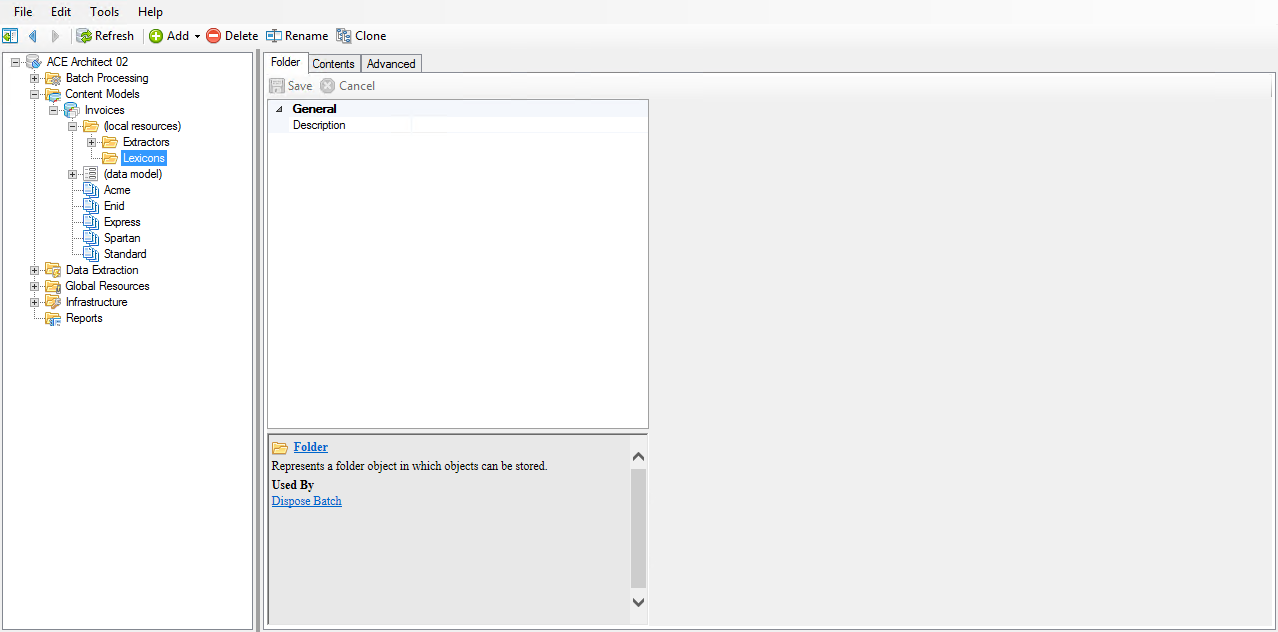 File Edit Tools Help
Refresh Add Delete Rename Clone
ACE Architect 02
Batch Processing
Content Models
Invoices
(local resources)
Extractors
Lexicons
(data model)
Acme
Enid
Express
Spartan
Standard
Data Extraction
Global Resources
Infrastructure
Reports
Folder Contents Advanced
Save Cancel
General
Description
Folder
Represents a folder object in which objects can be stored.
Used By
Dispose Batch